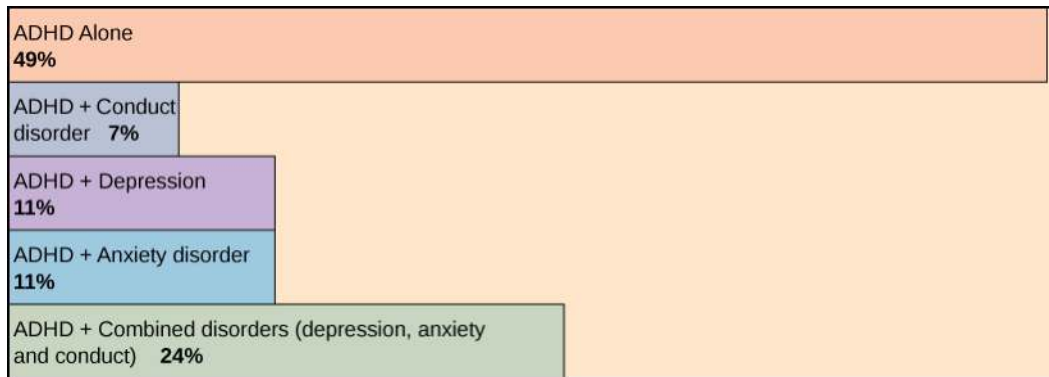 ADHD Alone
49%
ADHD + Conduct
disorder 7%
ADHD + Depression
11%
ADHD + Anxiety disorder
11%
ADHD + Combined disorders (depression, anxiety
and conduct) 24%